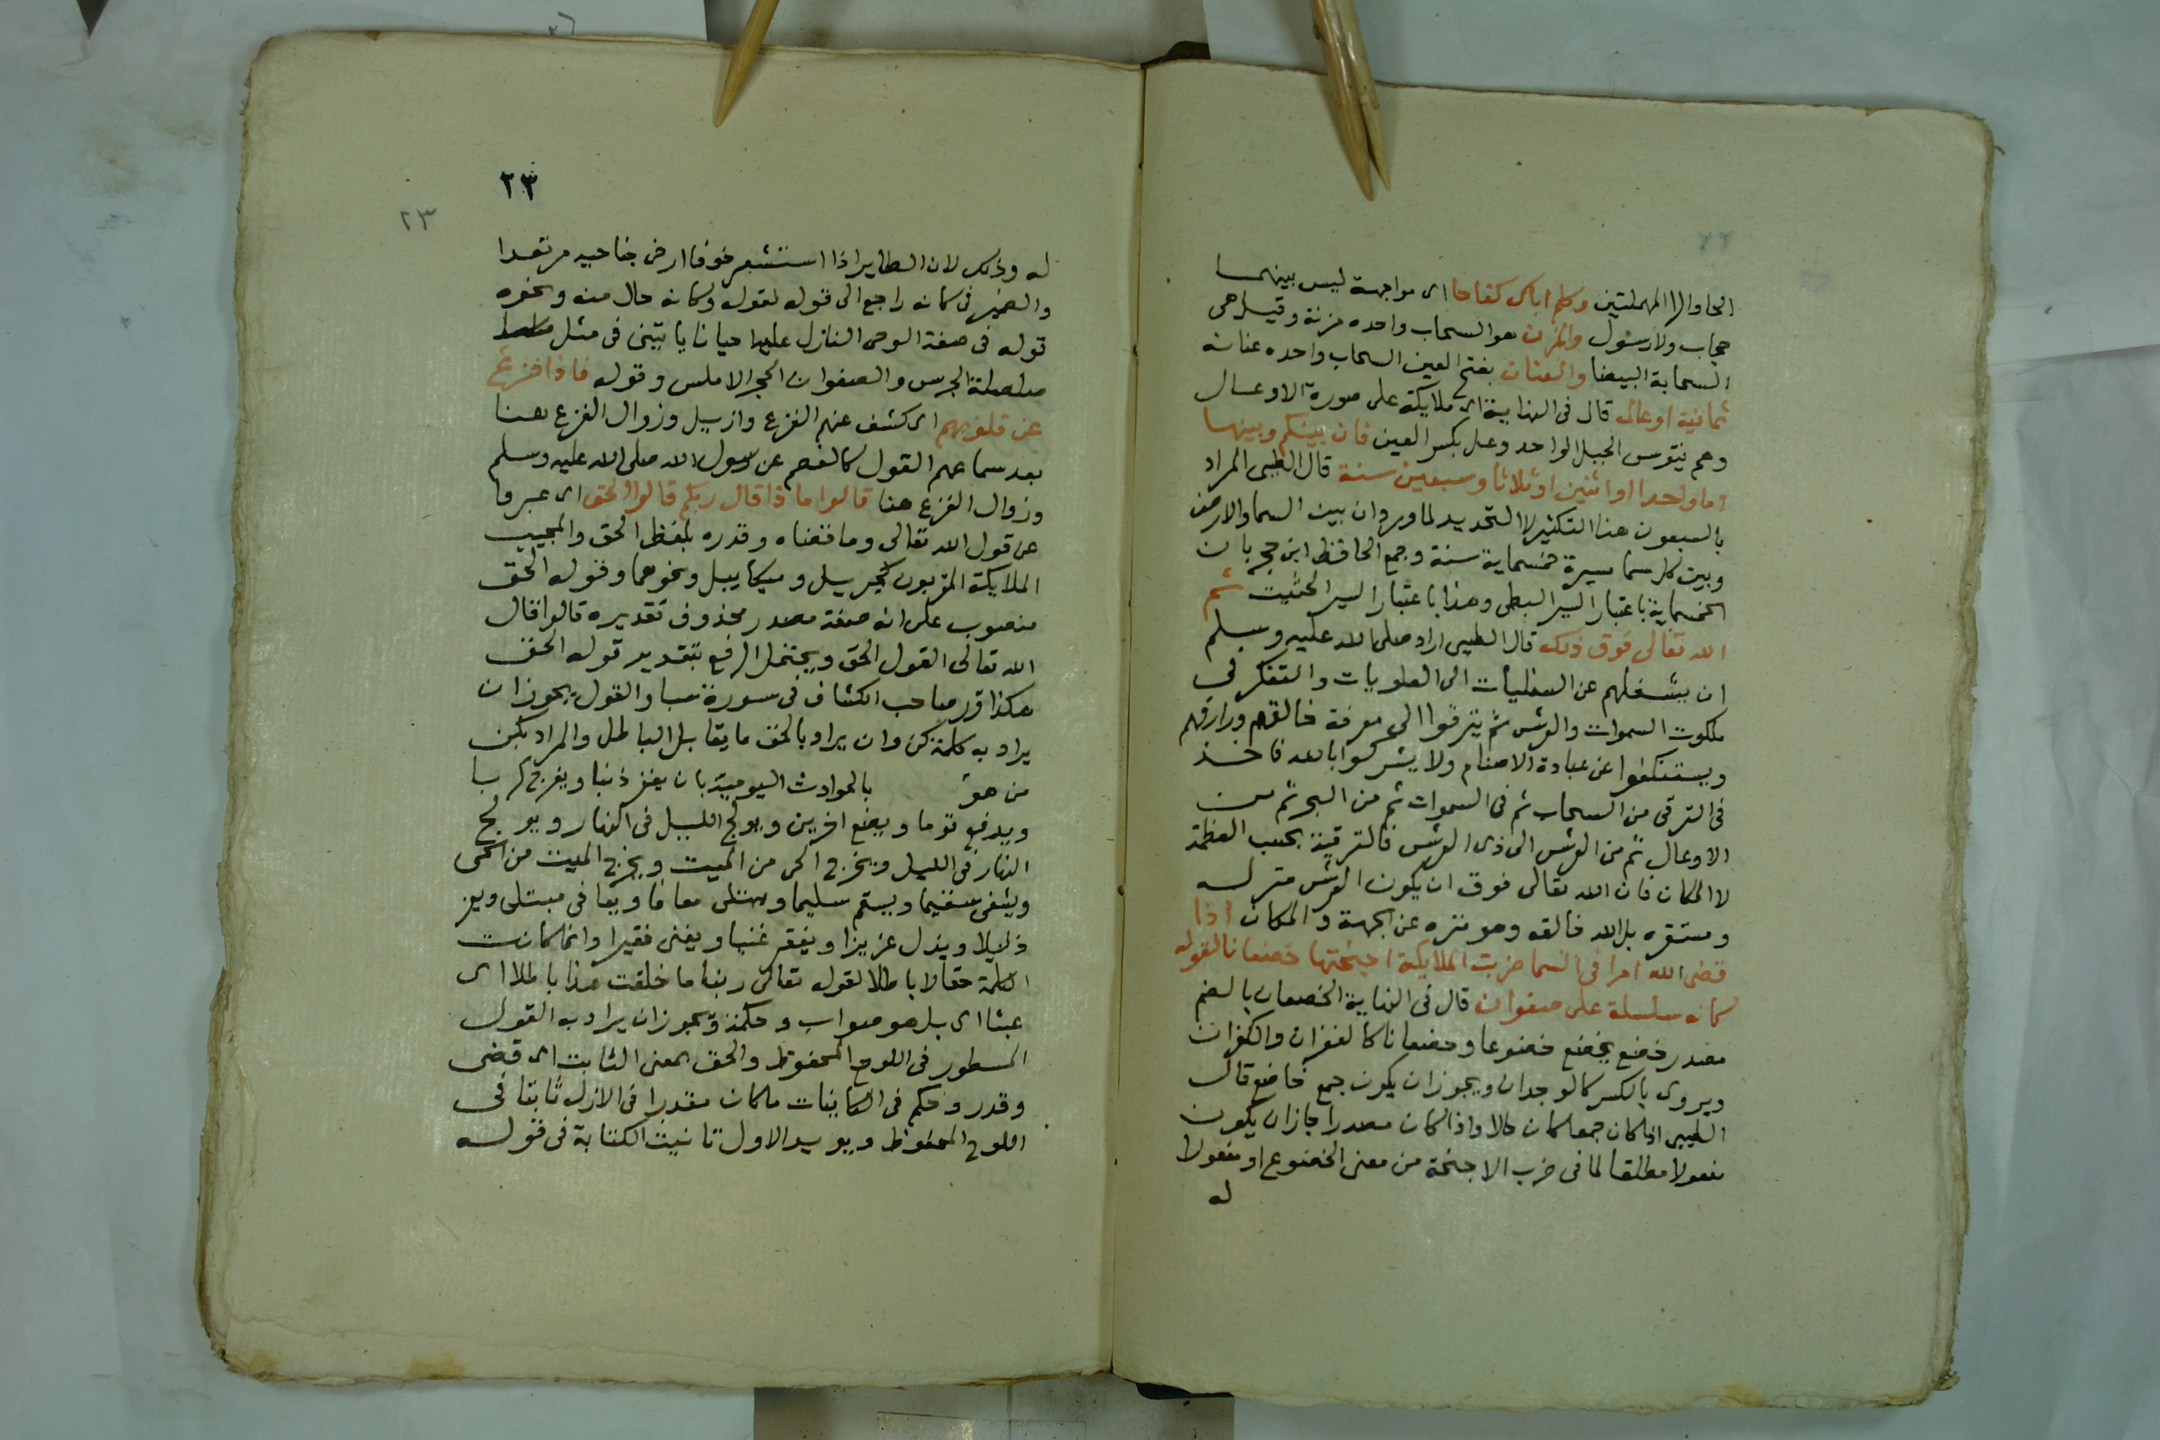 الحا والرا المهملتين وكلم اباك كفاحا اى مواجهة ليس بينهما
حجاب ولا رسول والمزن هو السحاب واحده مزنة وقيل هى
السحابة البيضا والعنان بفتح العين السحاب واحده عنانه
ثمانية اوعال قال فى النهاية اى ملايكة على صورة الاوعال
وهم تيوس الجبل الواحد وعل بكسر العين فان بينكم وبينها
اما واحدا او اثنين او ثلاثا وسبعين سنة قال الطيبى المراد
بالسبعون هنا التكثير لا التحديد لما ورد ان بين السما والارض
وبين كل سما مسيرة خمسماية سنة وجمع الحافظ ابن حجر بان
الخمسماية باعتبار السير البطى وهذا باعتبار السير الحثيث ثم
الله تعالى فوق ذلك قال الطيبى اراد صلى الله عليه وسلم
ان يشغلهم عن السفليات الى العلويات والتفكر فى
ملكوت السموات والعرش ثم يترقوا الى معرفة خالقهم ورازقهم
ويستنكفوا عن عبادة الاصنام ولا يشركوا بالله فاخذ
فى الترقى من السحاب ثم فى السموات ثم من البحر ثم من
الاوعال ثم من العرش الى ذى العرش فالترقية بحسب العظمة
لا المكان فان الله تعالى فوق ان يكون العرش منزله
ومستقره بل الله خالقه وهو منزه عن الجهة والمكان اذا
قضى الله امرا فى السما ضربت الملايكة اجنحتها خضعانا لقوله
كانه سلسلة على صفوان قال فى النهاية الخضعان بالضم
مصدر خضع يخضع خضوعا وخضعانا كالغفران والكفران
ويروى بالكسر كالوجدان ويجوز ان يكون جمع خاضع قال
الطيبى اذا كان جمعا كان حالا واذا كان مصدرا جاز ان يكون
مفعولا مطلقا لما فى ضرب الاجنحة من معنى الخضوع او مفعولا
له
٢٣
٢٣
له وذلك لان الطاير اذا استشعر خوفا ارخى جناحيه مرتعدا
والضمير فى كانه راجع الى قوله لقوله وكانه حال منه ونحوه
قوله فى صفة الوحى النازل عليه احيانا ياتينى فى مثل
صلصلة الجرس والصفوان الحجر الاملس وقوله فاذا فزع
عن قلوبهم اى كشف عنهم الفزع وازيل وزوال الفزع هنا
بعد سماعهم القول كالفصم عن رسول الله صلى الله عليه وسلم
وزوال الفزع هنا قالوا ماذا قال ربكم قالوا الحق اى عبروا
عن قول الله تعالى وما قضاه وقدره بلفظ الحق والمجيب
الملايكة المقربون كجبريل وميكاييل ونحوهما وقوله الحق
منصوب على انه صفة مصدر محذوف تقديره قالوا قال
الله تعالى القول الحق ويحتمل الرفع بتقدير قوله الحق
هكذا قرر صاحب الكشاف فى سورة سبا والقول يجوز ان
يراد به كلمة كن وان يراد بالحق ما يقابل الباطل والمراد بكن
من هو بالحوادث اليومية بان يغفر ذنبا ويفرج كربا
ويرفع قوما ويضع اخرين ويولج الليل فى النهار ويولج
النهار فى الليل ويخرج الحى من الميت ويخرج الميت من الحى
ويشفى سقيما ويسقم سليما ويبتلى معافا ويعافى مبتلى ويعز
ذليلا ويذل عزيزا ويفقر غنيا ويغنى فقيرا وانما كانت
الكلمة حقا لا باطلا لقوله تعالى ربنا ما خلقت هذا باطلا اى
عبثا اى بل هو صواب وحكمة ويجوز ان يراد به القول
المسطور فى اللوح المحفوظ والحق بمعنى الثابت اى قضى
وقدر وحكم فى الكاينات ما كان مقدرا فى الازل ثابتا فى
اللوح المحفوظ ويويد الاول تانيث الكناية فى قوله